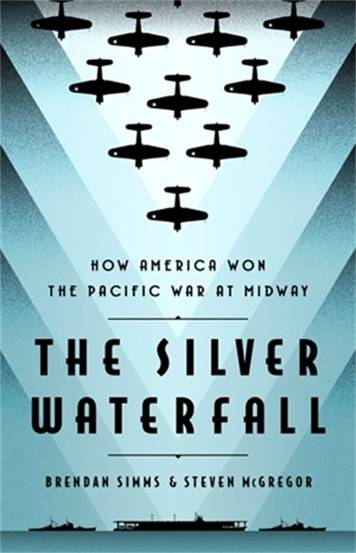 HOW AMERICA WON
THE PACIFIC WAR AT MIDWAY
THE SILVER
WATERFALL
BRENDAN SIMMS & STEVEN McGREGOR